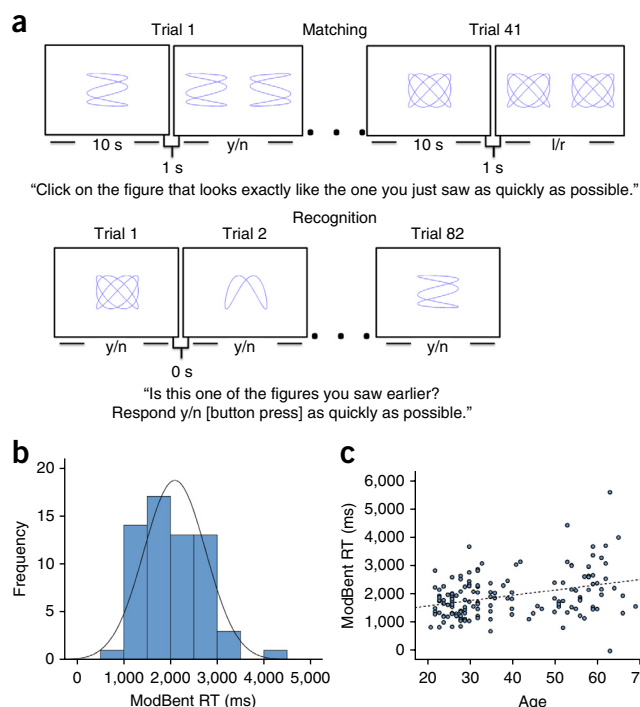 a
Trial 1 Matching Trial 41
10 s y/n 10 s l/r
1 s 1 s
“Click on the figure that looks exactly like the one you just saw as quickly as possible.”
Recognition
Trial 1 Trial 2 Trial 82
y/n y/n y/n
0 s
“Is this one of the figures you saw earlier?
Respond y/n [button press] as quickly as possible.”
b
20
15
10
5
0
Frequency
0 1,000 2,000 3,000 4,000 5,000
ModBent RT (ms)
c
6,000
5,000
4,000
3,000
2,000
1,000
0
ModBent RT (ms)
20 30 40 50 60
Age